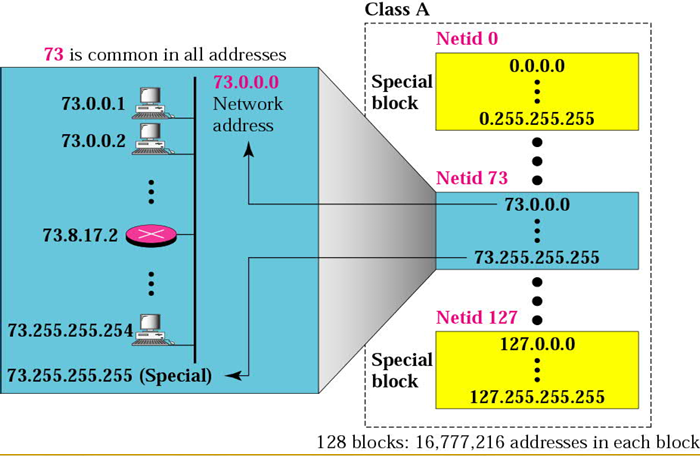 Class A
73 is common in all addresses
Netid 0
73.0.0.0
Network
address
73.0.0.1
73.0.0.2
73.8.17.2
73.255.255.254
73.255.255.255 (Special)
Special
block
0.0.0.0
0.255.255.255
Netid 73
73.0.0.0
73.255.255.255
Netid 127
Special
block
127.0.0.0
127.255.255.255
128 blocks: 16,777,216 addresses in each block